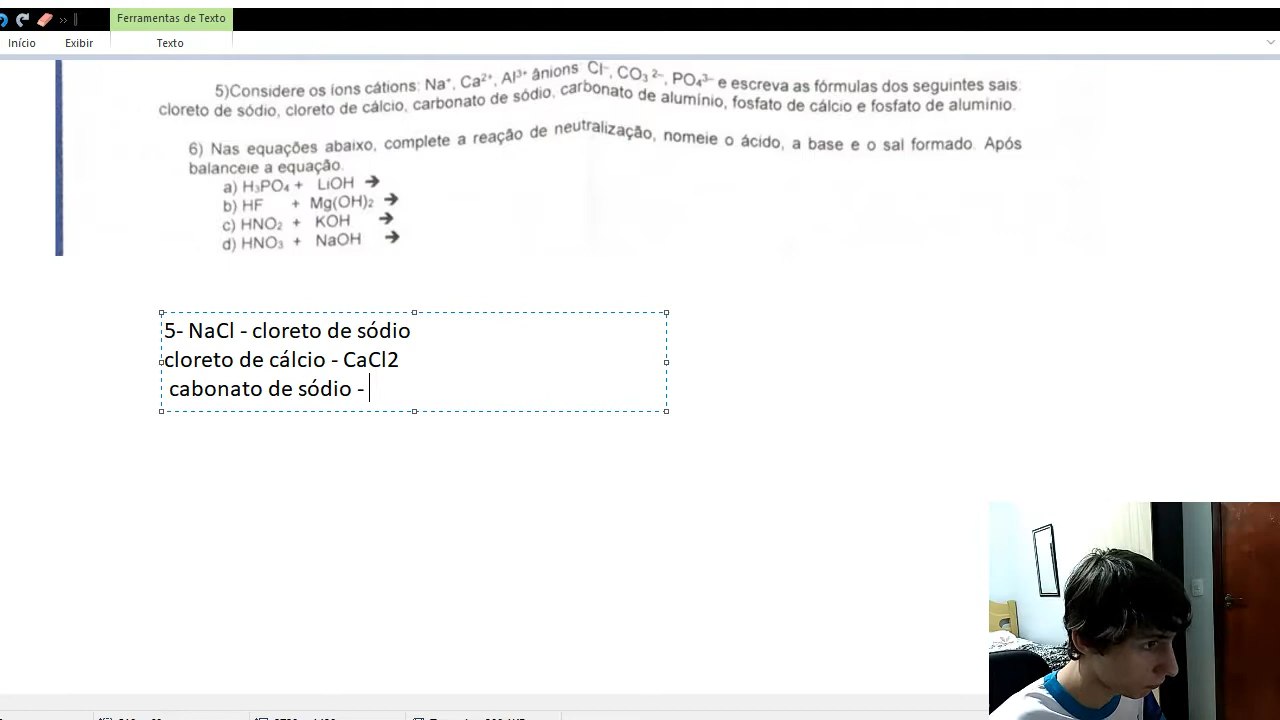 Ferramentas de Texto
Início Exibir Texto
5)Considere os íons cátions: Na⁺, Ca²⁺, Al³⁺ ânions: Cl⁻, CO₃²⁻, PO₄³⁻ e escreva as fórmulas dos seguintes sais:
cloreto de sódio, cloreto de cálcio, carbonato de sódio, carbonato de alumínio, fosfato de cálcio e fosfato de alumínio.
6) Nas equações abaixo, complete a reação de neutralização, nomeie o ácido, a base e o sal formado. Após
balanceie a equação.
a) H₃PO₄ + LiOH →
b) HF + Mg(OH)₂ →
c) HNO₂ + KOH →
d) HNO₃ + NaOH →
5- NaCl - cloreto de sódio
cloreto de cálcio - CaCl2
cabonato de sódio -